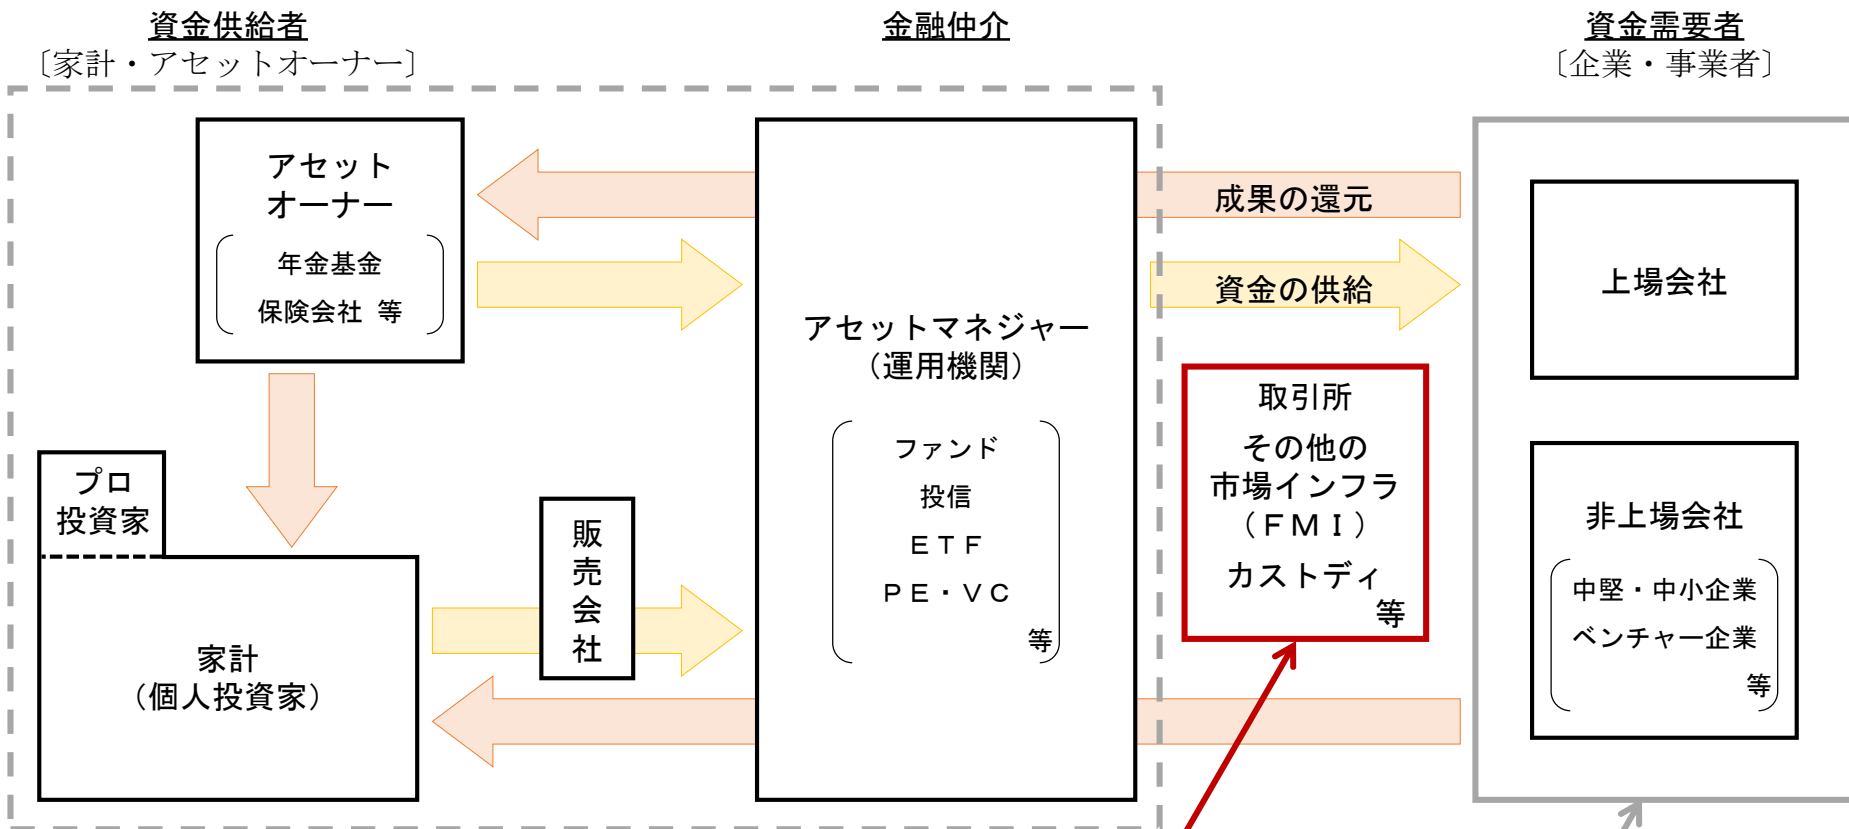 資金供給者
〔家計・アセットオーナー〕
金融仲介
資金需要者
〔企業・事業者〕
アセット
オーナー
年金基金
保険会社 等
プロ
投資家
家計
（個人投資家）
販売会社
アセットマネジャー
（運用機関）
ファンド
投信
ＥＴＦ
ＰＥ・ＶＣ
等
成果の還元
資金の供給
取引所
その他の
市場インフラ
（ＦＭＩ）
カストディ
等
上場会社
非上場会社
中堅・中小企業
ベンチャー企業
等